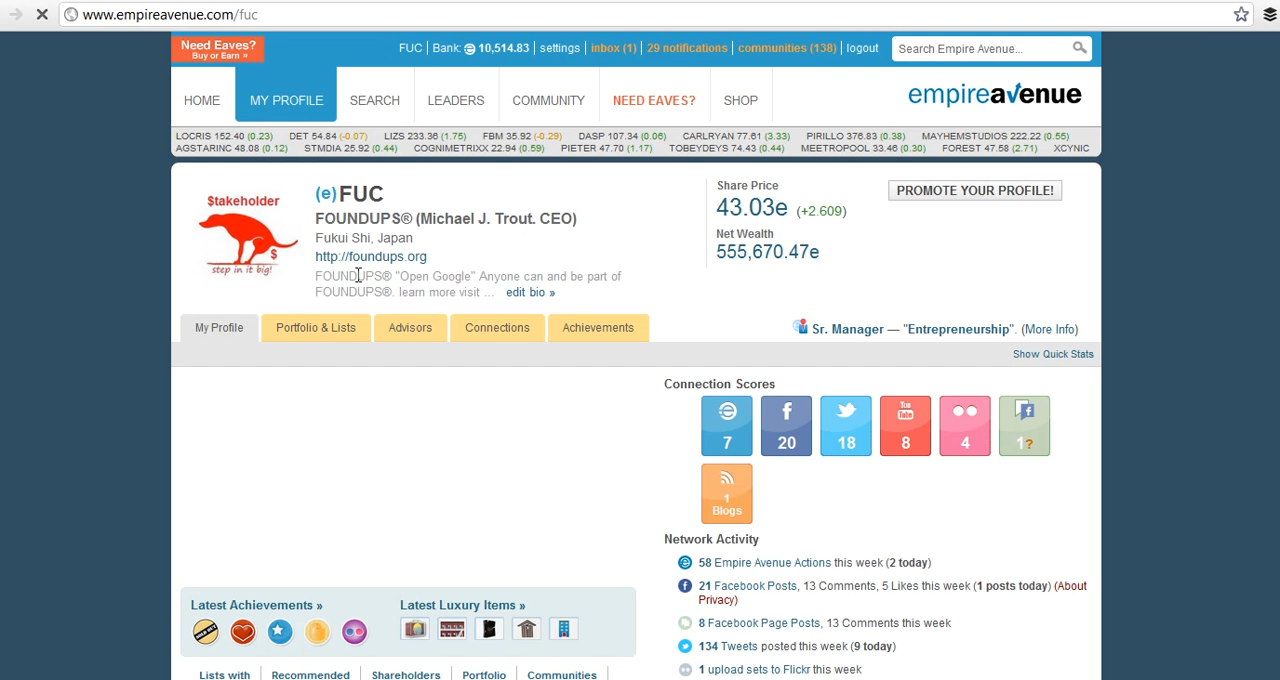 www.empireavenue.com/fuc
Need Eaves?
Buy or Earn »
FUC | Bank: 10,514.83 | settings | inbox (1) | 29 notifications | communities (138) | logout
Search Empire Avenue...
HOME
MY PROFILE
SEARCH
LEADERS
COMMUNITY
NEED EAVES?
SHOP
empireavenue
LOCRIS 152.40 (0.23) DET 54.84 (-0.07) LIZS 233.36 (1.75) FBM 35.92 (-0.29) DASP 107.34 (0.06) CARLRYAN 77.61 (3.33) PIRILLO 376.83 (0.38) MAYHEMSTUDIOS 222.22 (0.55)
AGSTARINC 48.08 (0.12) STMDIA 25.92 (0.44) COGNIMETRIXX 22.94 (0.59) PIETER 47.70 (1.17) TOBEYDEYS 74.43 (0.44) MEETROPOOL 33.46 (0.30) FOREST 47.58 (2.71) XCYNIC
$takeholder
$
step in it big!
(e)FUC
FOUNDUPS® (Michael J. Trout. CEO)
Fukui Shi, Japan
http://foundups.org
FOUNDUPS® "Open Google" Anyone can and be part of
FOUNDUPS®. learn more visit ... edit bio »
Share Price
43.03e (+2.609)
Net Wealth
555,670.47e
PROMOTE YOUR PROFILE!
My Profile
Portfolio & Lists
Advisors
Connections
Achievements
Sr. Manager — "Entrepreneurship". (More Info)
Show Quick Stats
Connection Scores
7
20
18
You Tube
8
4
1?
1
Blogs
Network Activity
58 Empire Avenue Actions this week (2 today)
21 Facebook Posts, 13 Comments, 5 Likes this week (1 posts today) (About
Privacy)
8 Facebook Page Posts, 13 Comments this week
134 Tweets posted this week (9 today)
1 upload sets to Flickr this week
Latest Achievements »
Latest Luxury Items »
Lists with | Recommended | Shareholders | Portfolio | Communities |